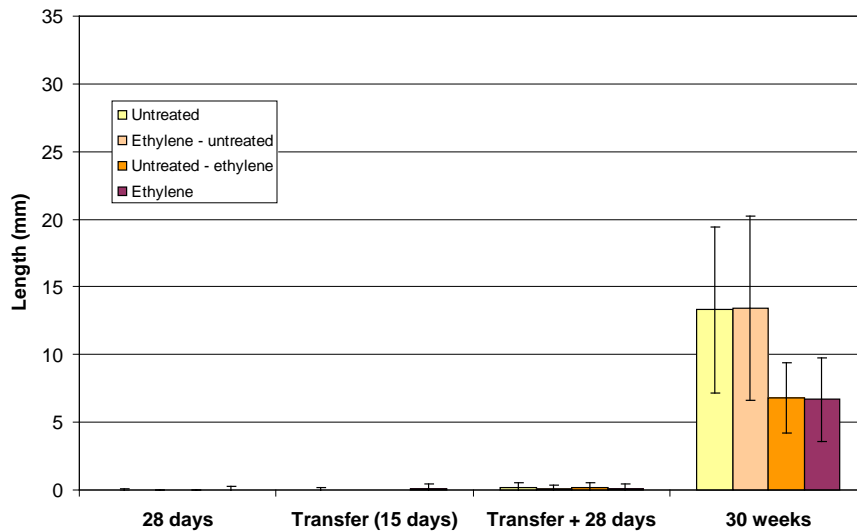 35
30
25
20
15
10
5
0
Length (mm)
Untreated
Ethylene - untreated
Untreated - ethylene
Ethylene
28 days Transfer (15 days) Transfer + 28 days 30 weeks